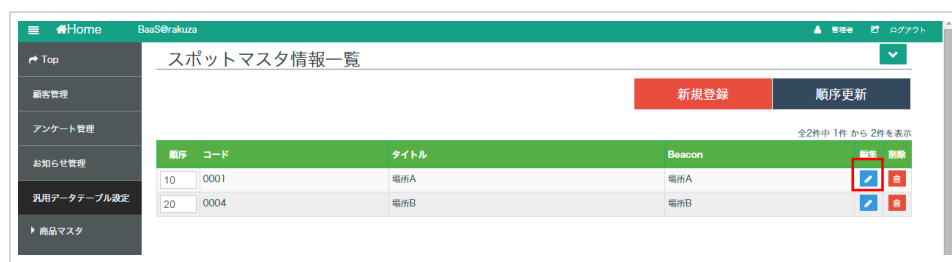 Home BaaS@rakuza 管理者 ログアウト
Top
スポットマスタ情報一覧
顧客管理
新規登録 順序更新
アンケート管理
全2件中 1件 から 2件を表示
お知らせ管理
順序 コード タイトル Beacon 編集 削除
10 0001 場所A 場所A
汎用データテーブル設定
20 0004 場所B 場所B
商品マスタ